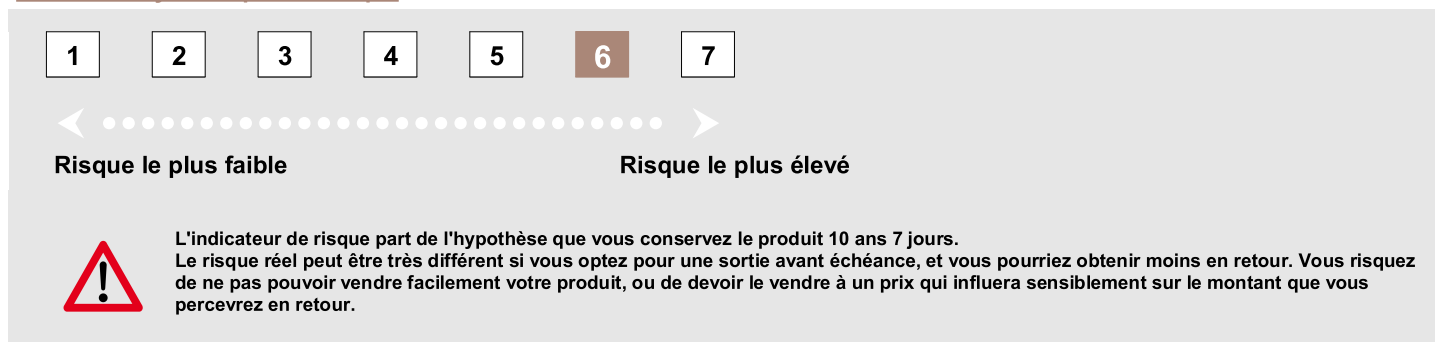 1 2 3 4 5 6 7
Risque le plus faible Risque le plus élevé
L'indicateur de risque part de l'hypothèse que vous conservez le produit 10 ans 7 jours.
Le risque réel peut être très différent si vous optez pour une sortie avant échéance, et vous pourriez obtenir moins en retour. Vous risquez
de ne pas pouvoir vendre facilement votre produit, ou de devoir le vendre à un prix qui influera sensiblement sur le montant que vous
percevrez en retour.